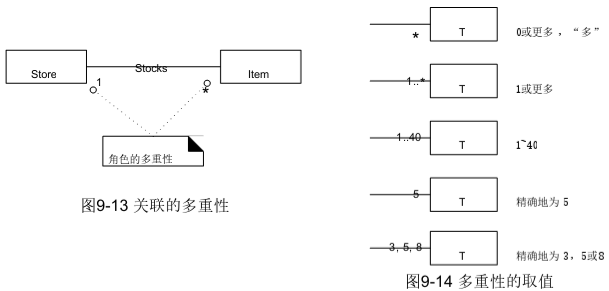 Store
Stocks
Item
1
*
角色的多重性
图9-13 关联的多重性
*
T
0或更多，“多”
1..*
T
1或更多
1..40
T
1~40
5
T
精确地为 5
3, 5, 8
T
精确地为 3，5或8
图9-14 多重性的取值